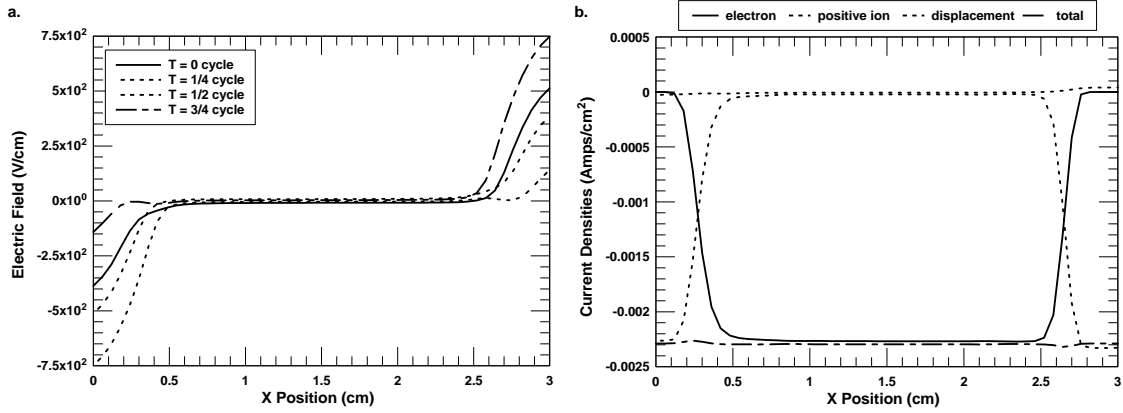 a.
7.5x10²
5.0x10²
2.5x10²
0x10⁰
-2.5x10²
-5x10²
-7.5x10²
Electric Field (V/cm)
T = 0 cycle
T = 1/4 cycle
T = 1/2 cycle
T = 3/4 cycle
0 0.5 1 1.5 2 2.5 3
X Position (cm)
b.
electron positive ion displacement total
0.0005
0
-0.0005
-0.001
-0.0015
-0.002
-0.0025
Current Densities (Amps/cm²)
0 0.5 1 1.5 2 2.5 3
X Position (cm)